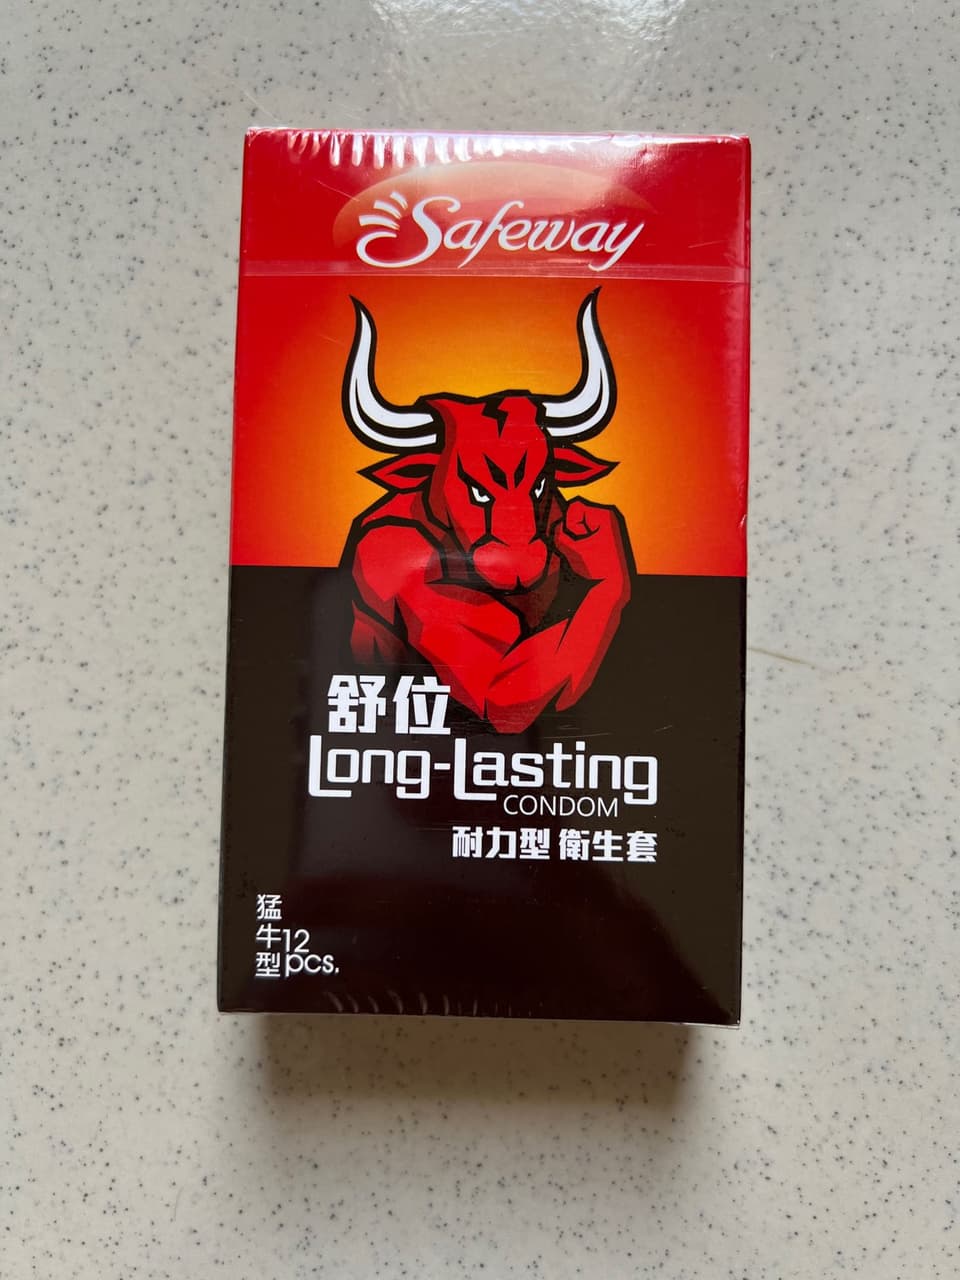 Safeway
舒位
Long-Lasting
CONDOM
耐力型 衛生套
猛
牛12
型pcs.